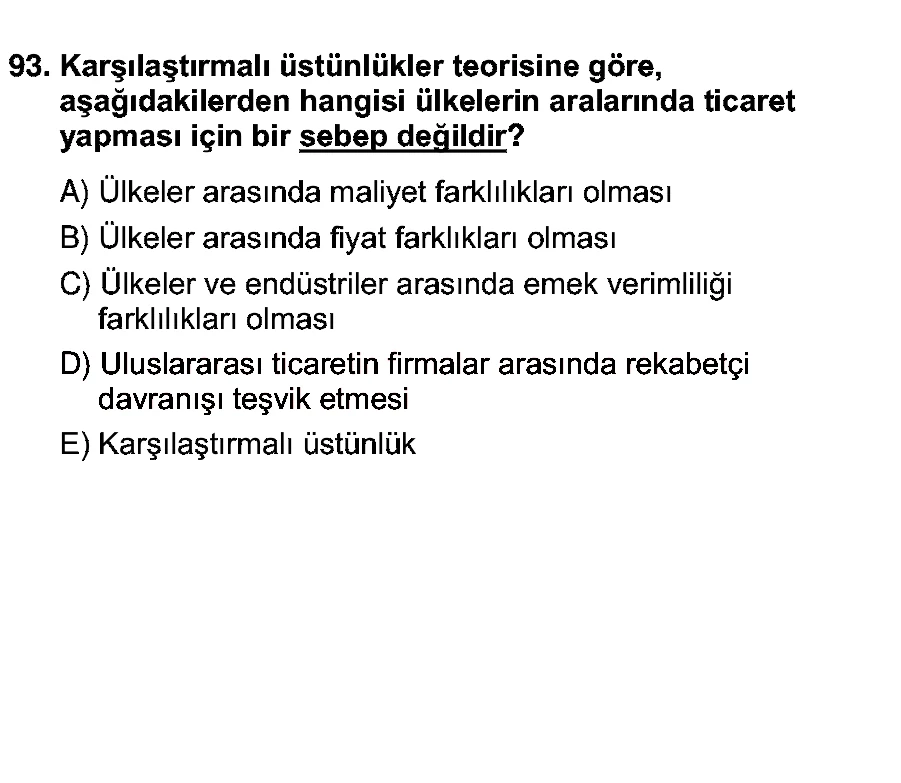 93. Karşılaştırmalı üstünlükler teorisine göre,
aşağıdakilerden hangisi ülkelerin aralarında ticaret
yapması için bir sebep değildir?
A) Ülkeler arasında maliyet farklılıkları olması
B) Ülkeler arasında fiyat farklıkları olması
C) Ülkeler ve endüstriler arasında emek verimliliği
farklılıkları olması
D) Uluslararası ticaretin firmalar arasında rekabetçi
davranışı teşvik etmesi
E) Karşılaştırmalı üstünlük